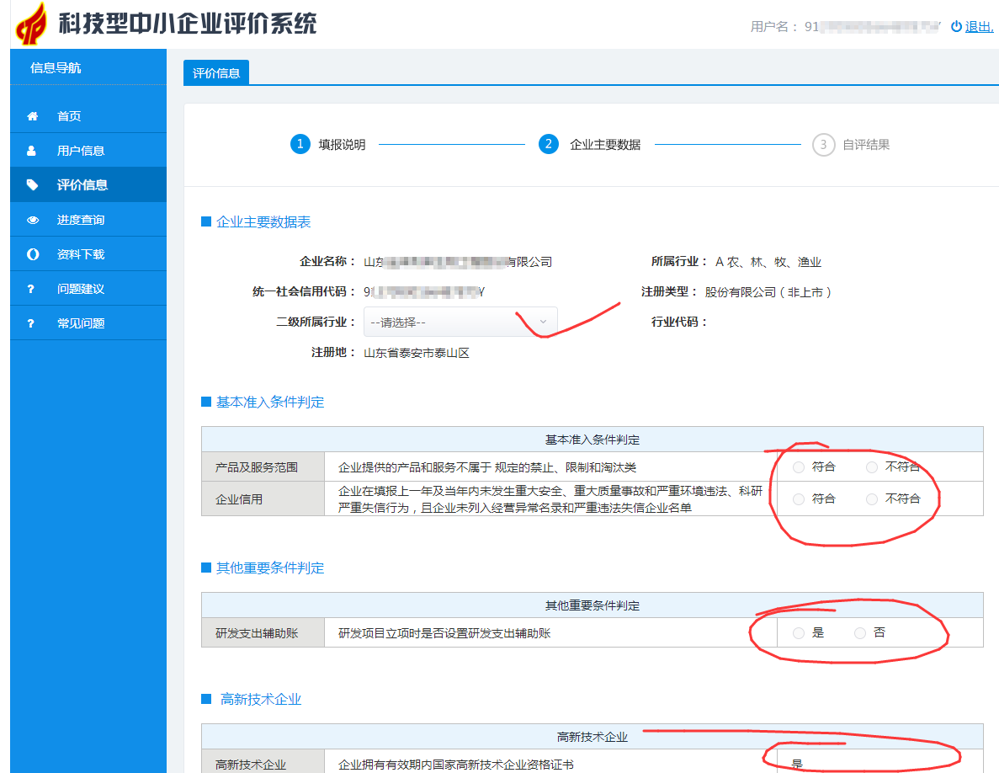 科技型中小企业评价系统
用户名： 91 退出.
信息导航
评价信息
首页
用户信息
评价信息
进度查询
资料下载
问题建议
常见问题
1 填报说明 2 企业主要数据 3 自评结果
企业主要数据表
企业名称： 山东 有限公司 所属行业： A 农、林、牧、渔业
统一社会信用代码： 91 Y 注册类型： 股份有限公司（非上市）
二级所属行业： --请选择-- 行业代码：
注册地： 山东省泰安市泰山区
基本准入条件判定
基本准入条件判定
产品及服务范围 企业提供的产品和服务不属于 规定的禁止、限制和淘汰类 符合 不符合
企业信用 企业在填报上一年及当年内未发生重大安全、重大质量事故和严重环境违法、科研
严重失信行为，且企业未列入经营异常名录和严重违法失信企业名单 符合 不符合
其他重要条件判定
其他重要条件判定
研发支出辅助账 研发项目立项时是否设置研发支出辅助账 是 否
高新技术企业
高新技术企业
高新技术企业 企业拥有有效期内国家高新技术企业资格证书 是